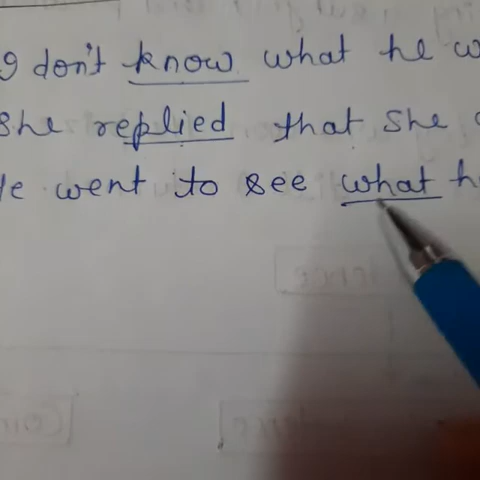 I don't know what he
she replied that she
went to see what